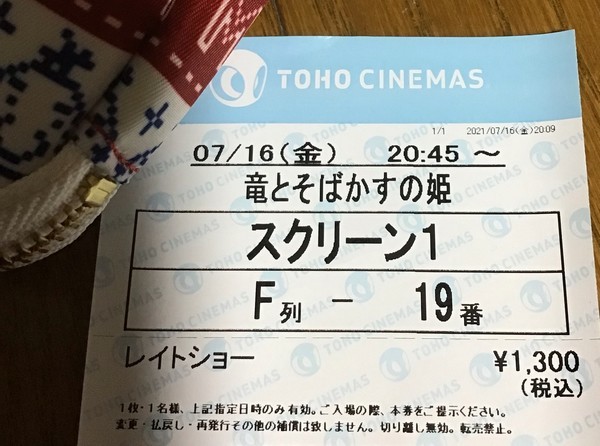 TOHO CINEMAS
1/1 2021/07/16(金)20:09
07/16(金) 20:45 ～
竜とそばかすの姫
スクリーン1
F列 － 19番
レイトショー ¥1,300
(税込)
1枚・1名様、上記指定日時のみ有効。ご入場の際、本券をご提示ください。
変更・払戻し・再発行その他の補償は致しません。切り離し無効。転売禁止。